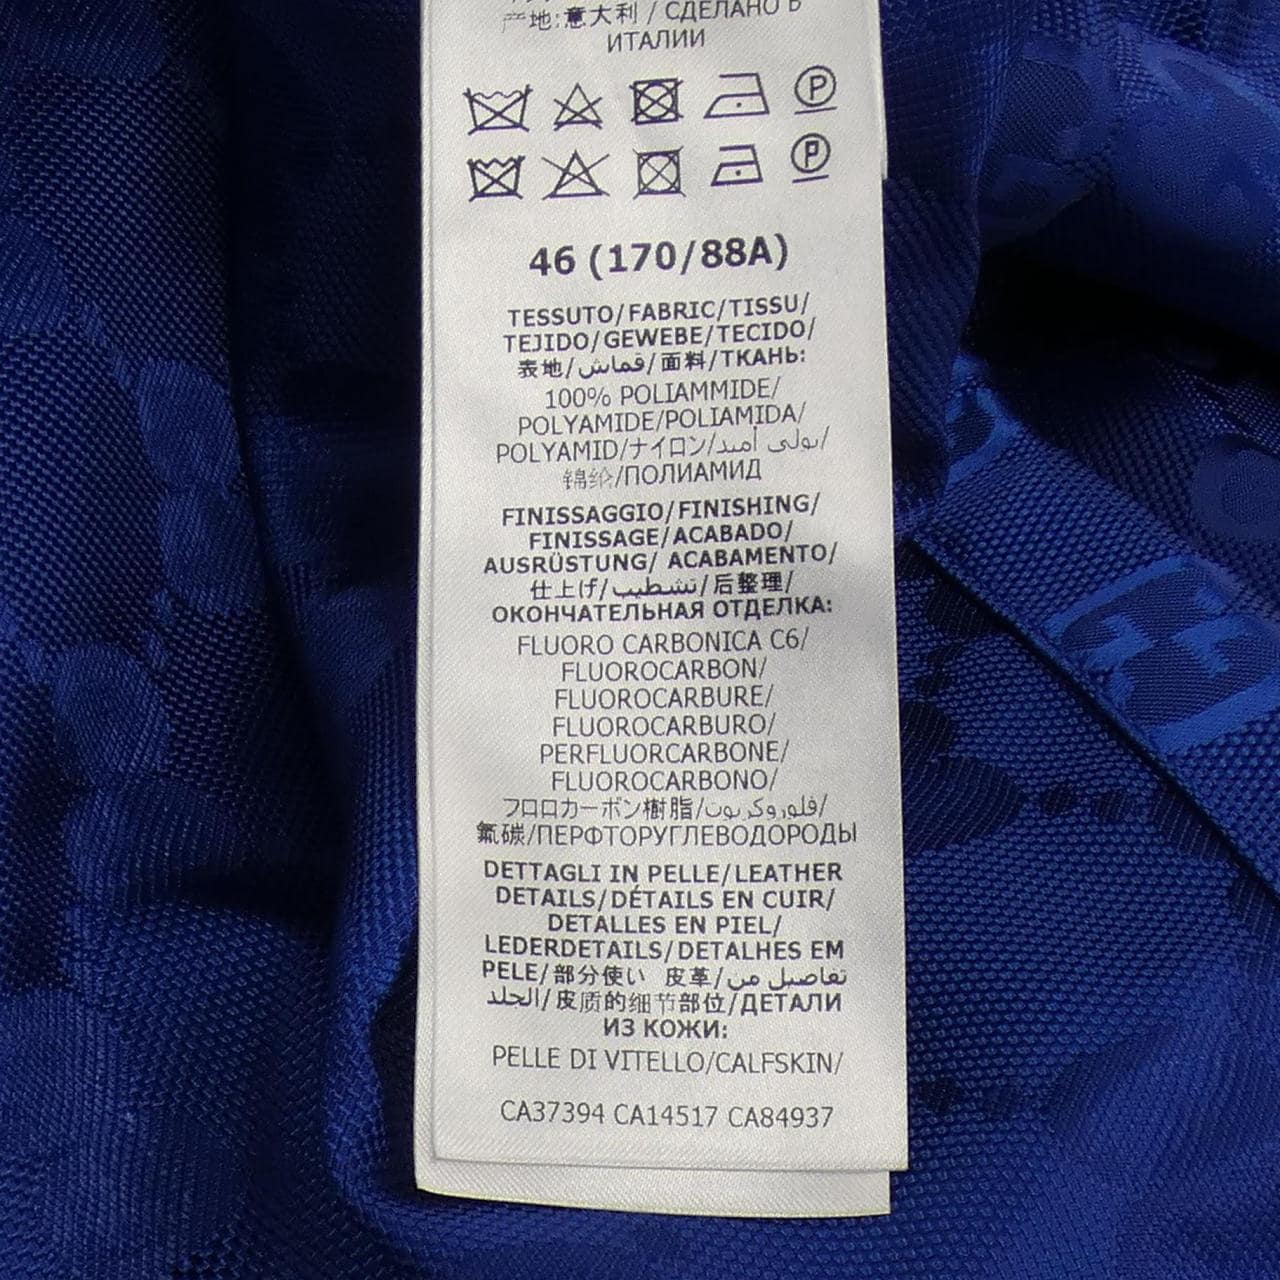 产地:意大利 / СДЕЛАНО В
ИТАЛИИ
P
P
46 (170/88A)
TESSUTO/FABRIC/TISSU/
TEJIDO/GEWEBE/TECIDO/
表地/قماش/面料/ТКАНЬ:
100% POLIAMMIDE/
POLYAMIDE/POLIAMIDA/
POLYAMID/ナイロン/بولي أميد/
锦纶/ПОЛИАМИД
FINISSAGGIO/FINISHING/
FINISSAGE/ACABADO/
AUSRÜSTUNG/ ACABAMENTO/
仕上げ/تشطيب/后整理/
ОКОНЧАТЕЛЬНАЯ ОТДЕЛКА:
FLUORO CARBONICA C6/
FLUOROCARBON/
FLUOROCARBURE/
FLUOROCARBURO/
PERFLUORCARBONE/
FLUOROCARBONO/
フロロカーボン樹脂/فلوروكربون/
氟碳/ПЕРФТОРУГЛЕВОДОРОДЫ
DETTAGLI IN PELLE/LEATHER
DETAILS/DÉTAILS EN CUIR/
DETALLES EN PIEL/
LEDERDETAILS/DETALHES EM
PELE/部分使い 皮革/تفاصيل من
الجلد/皮质的细节部位/ДЕТАЛИ
ИЗ КОЖИ:
PELLE DI VITELLO/CALFSKIN/
CA37394 CA14517 CA84937